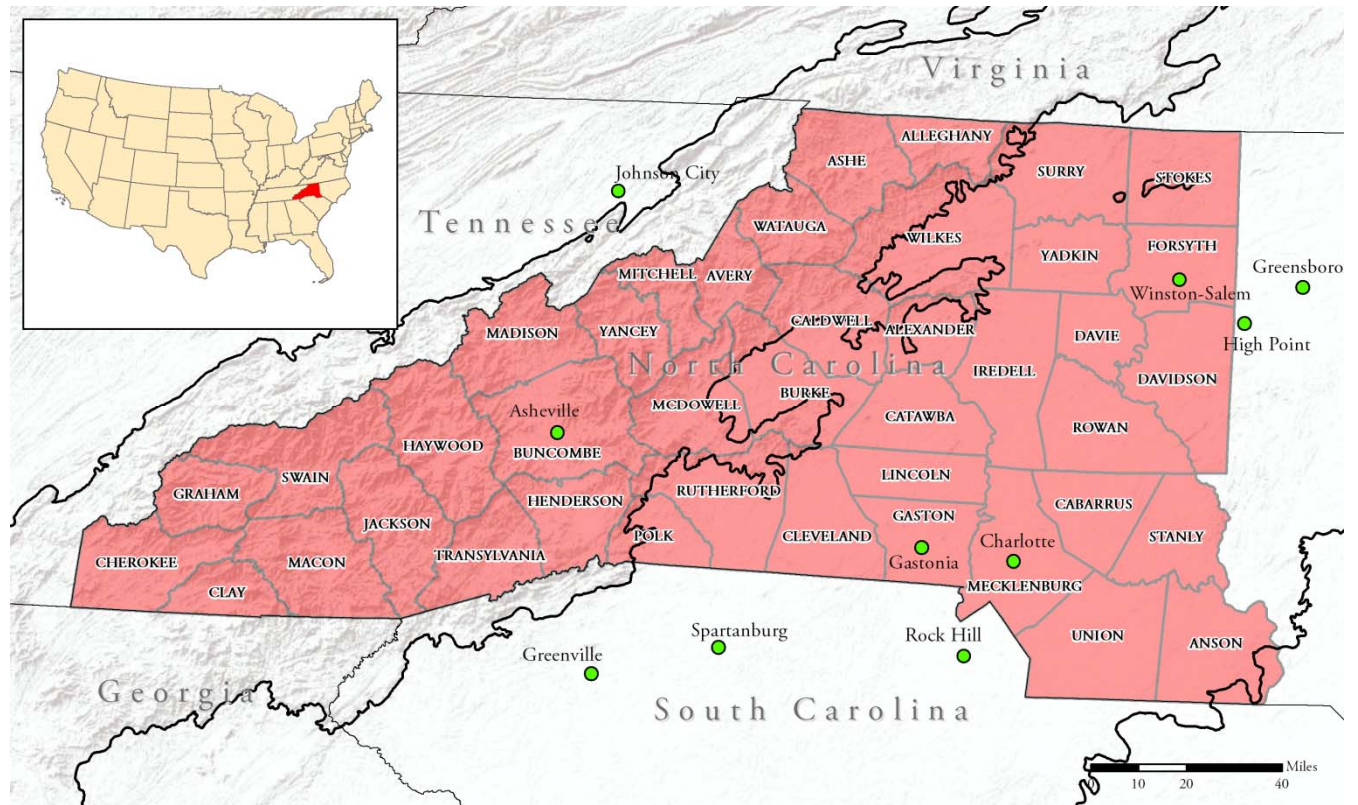 Virginia
ALLEGHANY
ASHE
SURRY
STOKES
Johnson City
Tennessee
WATAUGA
WILKES
YADKIN
FORSYTH
Greensboro
MITCHELL
AVERY
Winston-Salem
MADISON
YANCEY
CALDWELL
ALEXANDER
DAVIE
High Point
North Carolina
IREDELL
DAVIDSON
BURKE
MCDOWELL
Asheville
CATAWBA
ROWAN
HAYWOOD
BUNCOMBE
SWAIN
LINCOLN
GRAHAM
RUTHERFORD
HENDERSON
CABARRUS
GASTON
JACKSON
POLK
CLEVELAND
Charlotte
STANLY
CHEROKEE
MACON
TRANSYLVANIA
Gastonia
MECKLENBURG
CLAY
Spartanburg
Rock Hill
UNION
ANSON
Greenville
Georgia
South Carolina
Miles
0 10 20 40